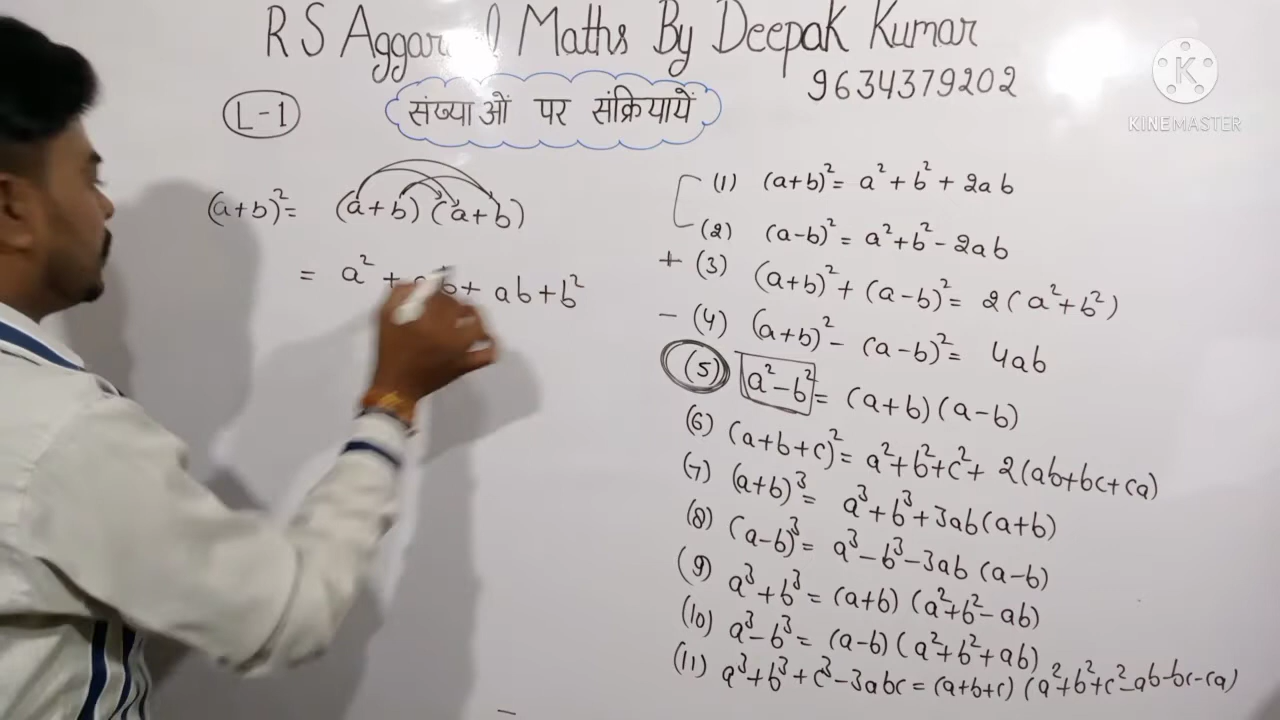 R S Aggarwal Maths By Deepak Kumar
9634379202
KINEMASTER
L-1
संख्याओं पर संक्रियायें
(a+b)² = (a+b) (a+b)
= a² + ab + ab + b²
(1) (a+b)² = a² + b² + 2ab
(2) (a-b)² = a² + b² - 2ab
+ (3) (a+b)² + (a-b)² = 2(a² + b²)
- (4) (a+b)² - (a-b)² = 4ab
(5) a² - b² = (a+b) (a-b)
(6) (a+b+c)² = a² + b² + c² + 2(ab+bc+ca)
(7) (a+b)³ = a³ + b³ + 3ab(a+b)
(8) (a-b)³ = a³ - b³ - 3ab (a-b)
(9) a³ + b³ = (a+b) (a² + b² - ab)
(10) a³ - b³ = (a-b) (a² + b² + ab)
(11) a³ + b³ + c³ - 3abc = (a+b+c) (a² + b² + c² - ab - bc - ca)